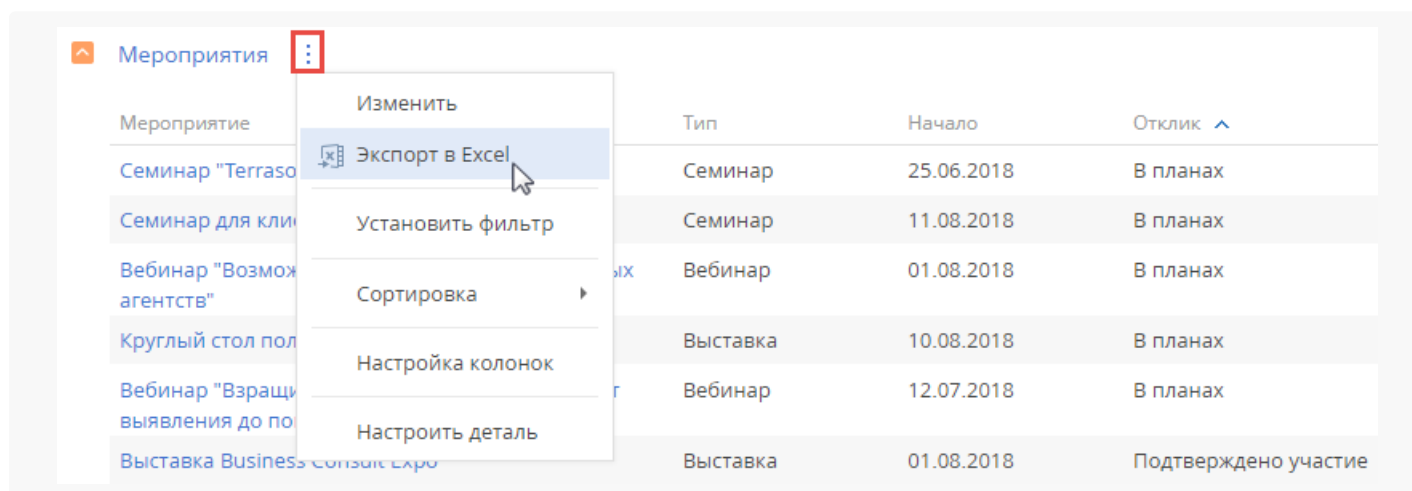 Мероприятия
Изменить
Мероприятие Тип Начало Отклик
Экспорт в Excel
Семинар "Terraso Семинар 25.06.2018 В планах
Семинар для Семинар 11.08.2018 В планах
Установить фильтр
Вебинар "Возмож ых Вебинар 01.08.2018 В планах
агентств"
Сортировка
Круглый стол пол Выставка 10.08.2018 В планах
Настройка колонок
Вебинар "Взращи Вебинар 12.07.2018 В планах
выявления до
Настроить деталь
Выставка Business Consult Expo Выставка 01.08.2018 Подтверждено участие